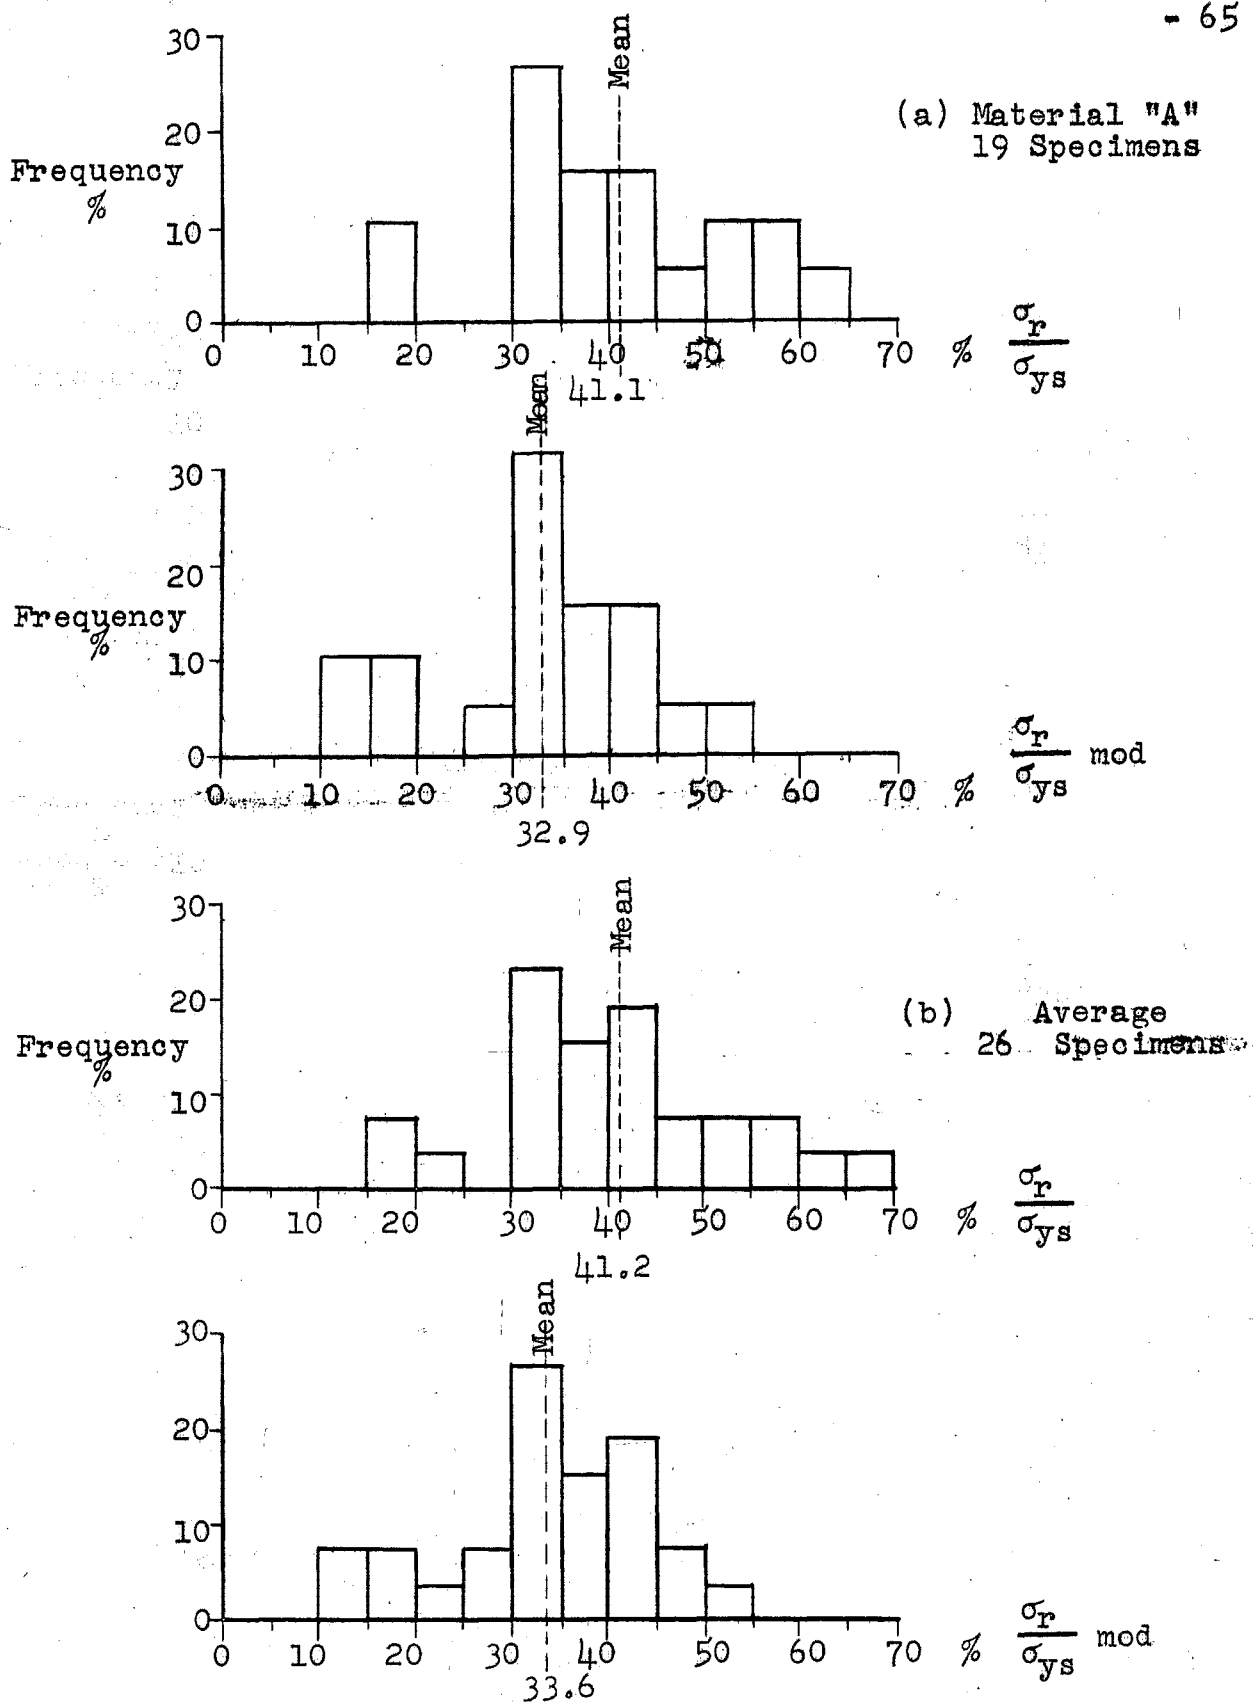 - 65
30
Mean
(a) Material "A"
19 Specimens
20
Frequency
%
10
0
0 10 20 30 40 50 60 70 % σr
σys
41.1
Mean
30
20
Frequency
%
10
0
σr
σys mod
0 10 20 30 40 50 60 70 %
32.9
Mean
30
20
(b) Average
26 Specimens
Frequency
%
10
0
0 10 20 30 40 50 60 70 % σr
σys
41.2
Mean
30
20
10
0
0 10 20 30 40 50 60 70 % σr
σys mod
33.6